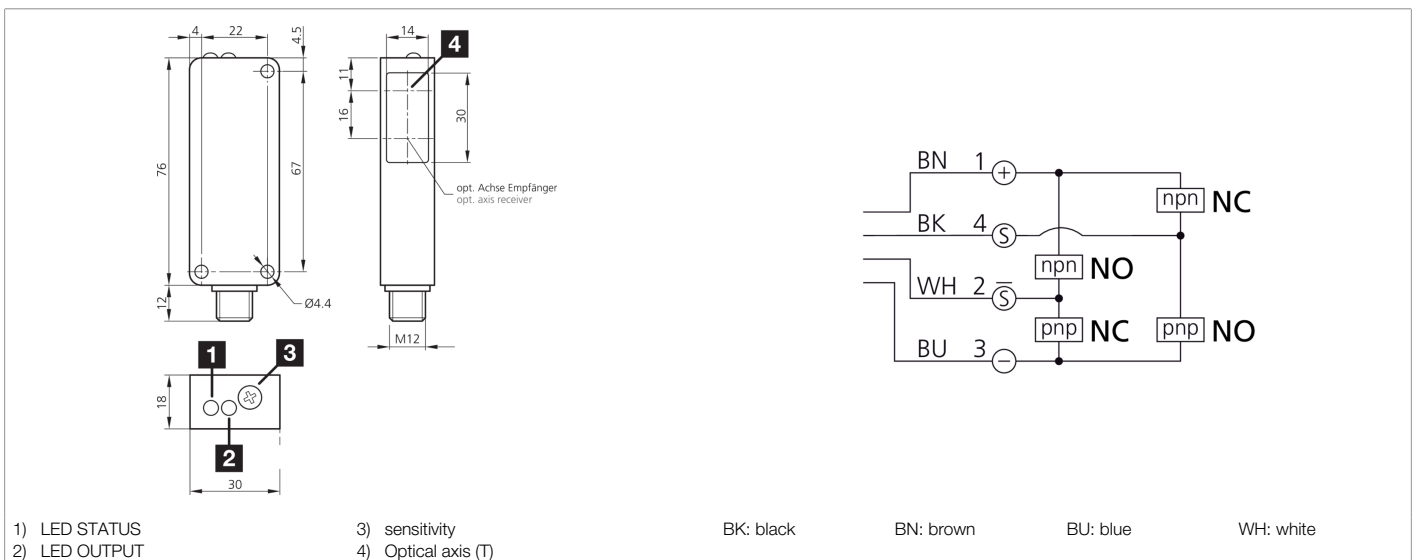 4 22 4.5
76
67
12
Ø4.4
14
4
11
16
30
opt. Achse Empfänger
opt. axis receiver
M12
1
3
18
2
30
BN 1 +
npn NC
BK 4 S
npn NO
WH 2 S̅
pnp NC pnp NO
BU 3 −
1) LED STATUS 3) sensitivity BK: black BN: brown BU: blue WH: white
2) LED OUTPUT 4) Optical axis (T)